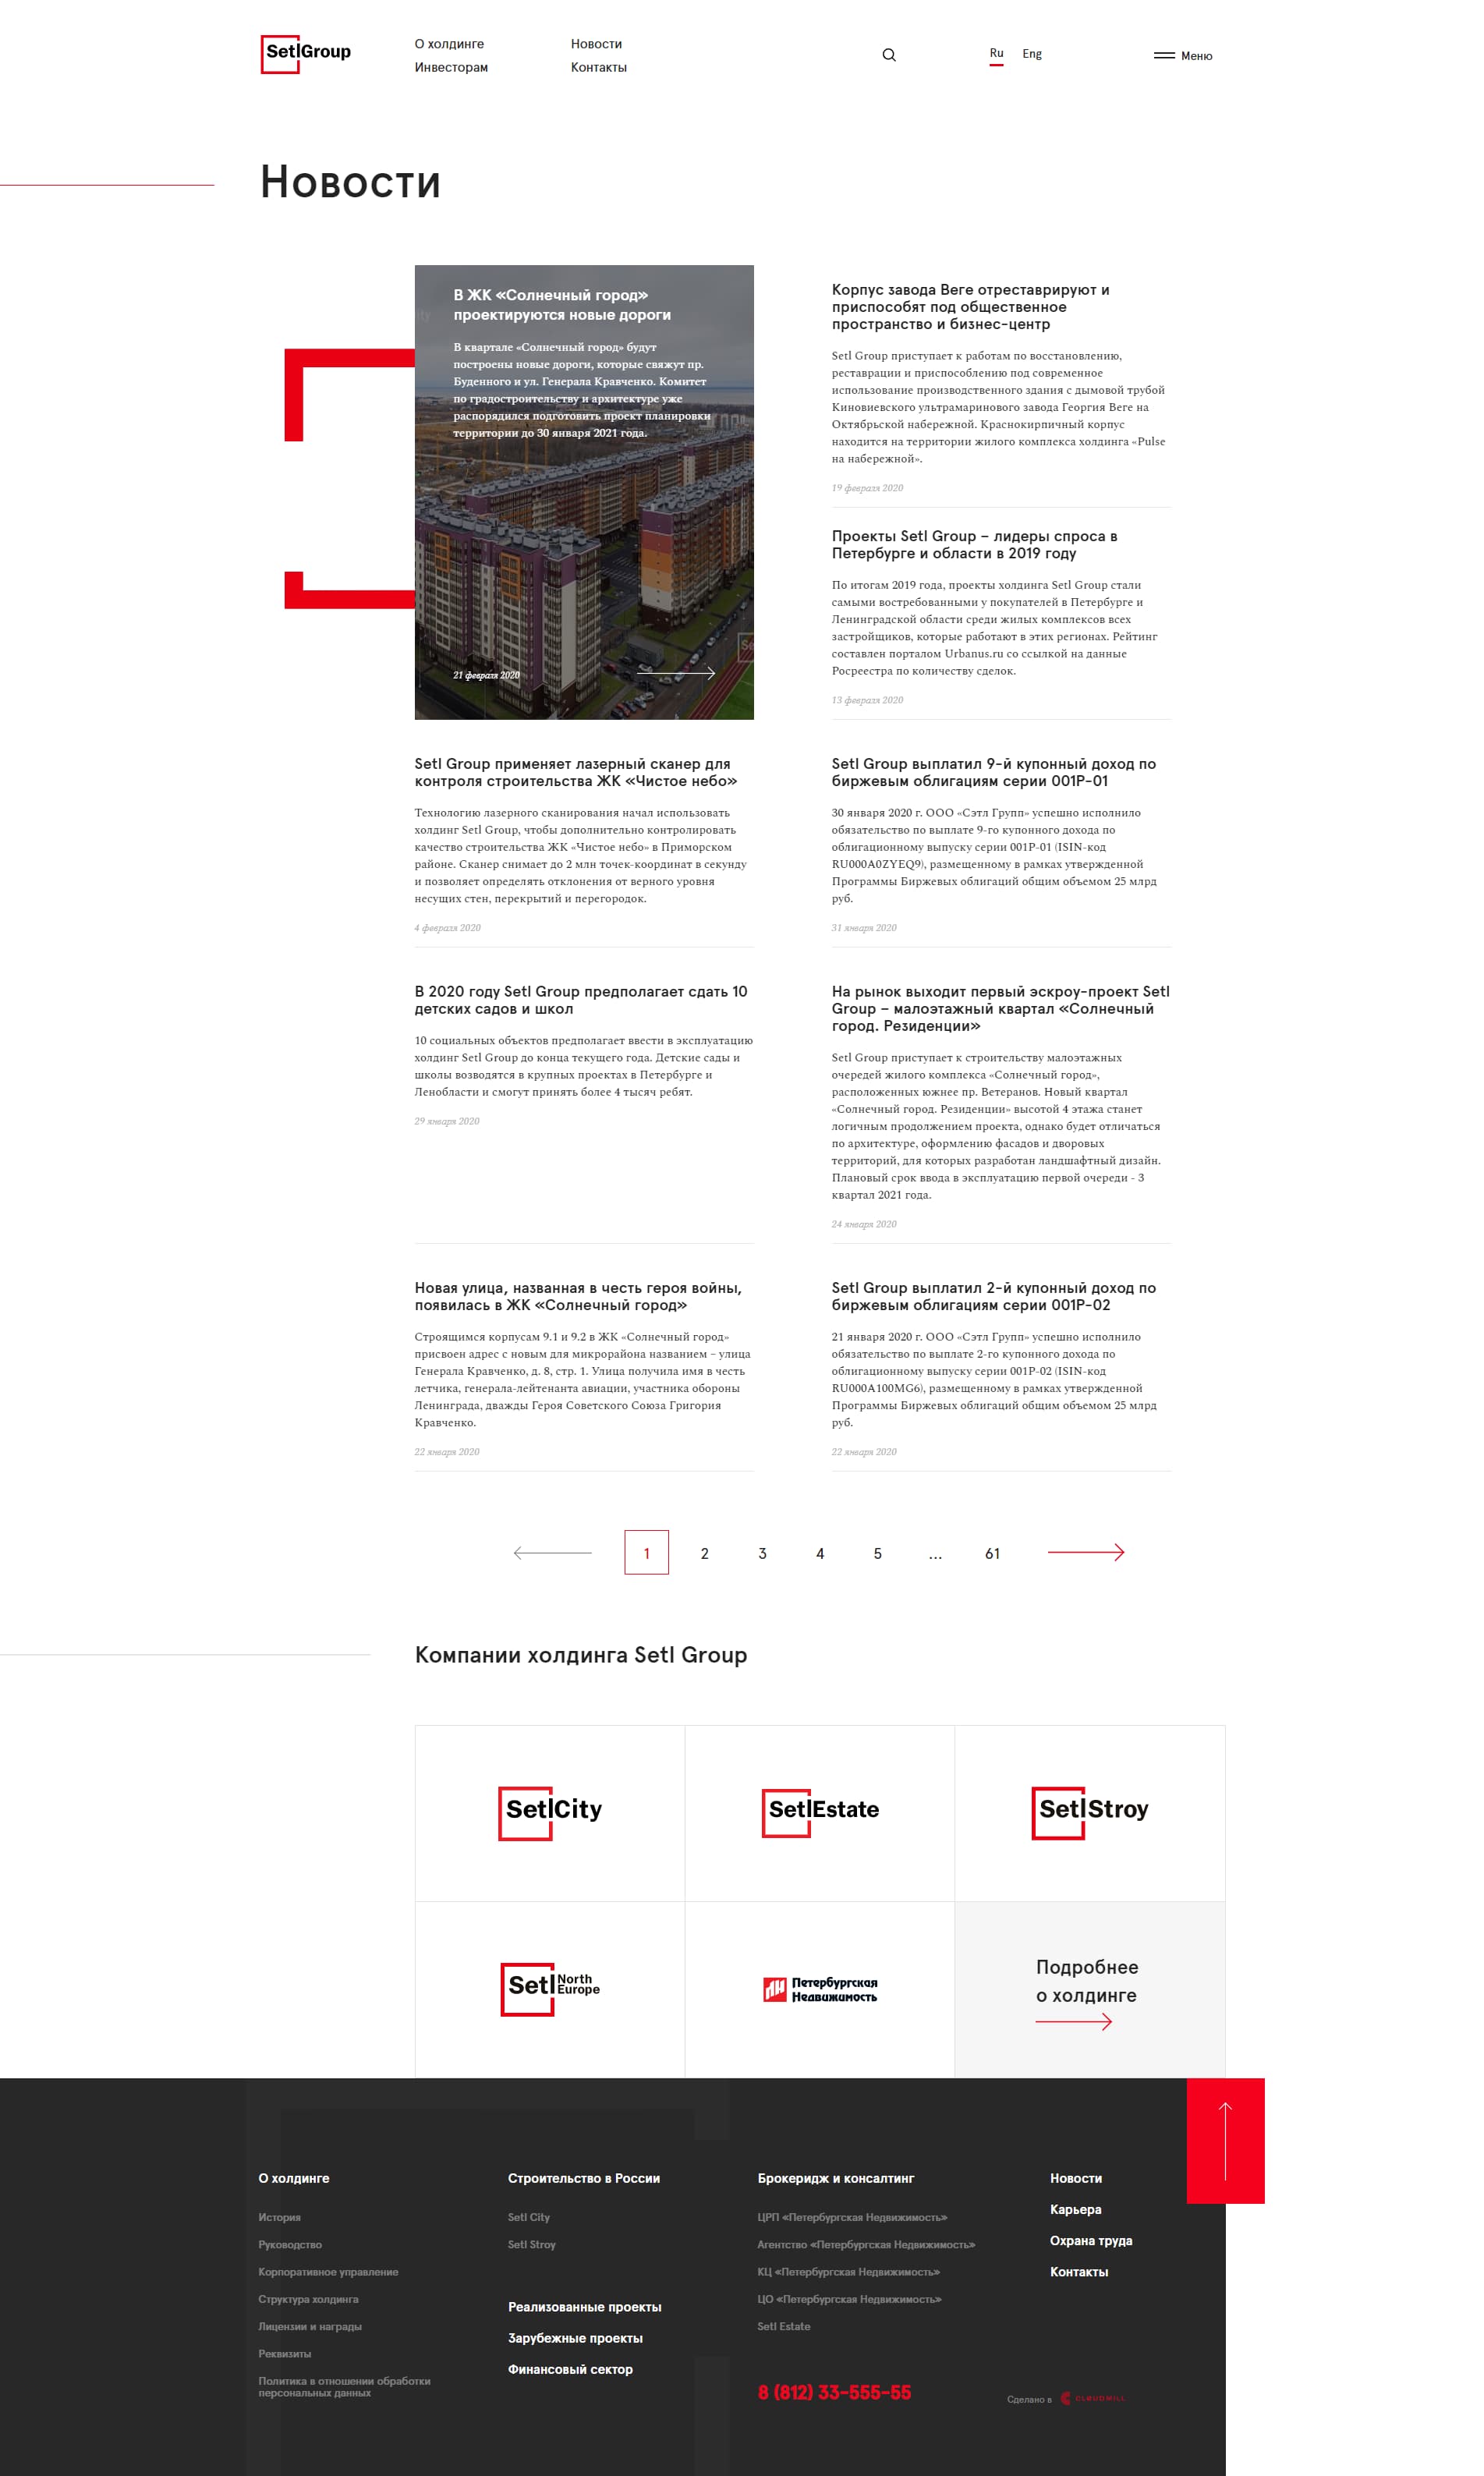 SetlGroup
О холдинге
Новости
Инвесторам
Контакты
Ru
Eng
Меню
Новости
В ЖК «Солнечный город»
проектируются новые дороги
В квартале «Солнечный город» будут
построены новые дороги, которые свяжут пр.
Буденного и ул. Генерала Кравченко. Комитет
по градостроительству и архитектуре уже
распорядился подготовить проект планировки
территории до 30 января 2021 года.
21 февраля 2020
Корпус завода Веге отреставрируют и
приспособят под общественное
пространство и бизнес-центр
Setl Group приступает к работам по восстановлению,
реставрации и приспособлению под современное
использование производственного здания с дымовой трубой
Киновиевского ультрамаринового завода Георгия Веге на
Октябрьской набережной. Краснокирпичный корпус
находится на территории жилого комплекса холдинга «Pulse
на набережной».
19 февраля 2020
Проекты Setl Group – лидеры спроса в
Петербурге и области в 2019 году
По итогам 2019 года, проекты холдинга Setl Group стали
самыми востребованными у покупателей в Петербурге и
Ленинградской области среди жилых комплексов всех
застройщиков, которые работают в этих регионах. Рейтинг
составлен порталом Urbanus.ru со ссылкой на данные
Росреестра по количеству сделок.
13 февраля 2020
Setl Group применяет лазерный сканер для
контроля строительства ЖК «Чистое небо»
Технологию лазерного сканирования начал использовать
холдинг Setl Group, чтобы дополнительно контролировать
качество строительства ЖК «Чистое небо» в Приморском
районе. Сканер снимает до 2 млн точек-координат в секунду
и позволяет определять отклонения от верного уровня
несущих стен, перекрытий и перегородок.
4 февраля 2020
Setl Group выплатил 9-й купонный доход по
биржевым облигациям серии 001Р-01
30 января 2020 г. ООО «Сэтл Групп» успешно исполнило
обязательство по выплате 9-го купонного дохода по
облигационному выпуску серии 001Р-01 (ISIN-код
RU000A0ZYEQ9), размещенному в рамках утвержденной
Программы Биржевых облигаций общим объемом 25 млрд
руб.
31 января 2020
В 2020 году Setl Group предполагает сдать 10
детских садов и школ
10 социальных объектов предполагает ввести в эксплуатацию
холдинг Setl Group до конца текущего года. Детские сады и
школы возводятся в крупных проектах в Петербурге и
Ленобласти и смогут принять более 4 тысяч ребят.
29 января 2020
На рынок выходит первый эскроу-проект Setl
Group – малоэтажный квартал «Солнечный
город. Резиденции»
Setl Group приступает к строительству малоэтажных
очередей жилого комплекса «Солнечный город»,
расположенных южнее пр. Ветеранов. Новый квартал
«Солнечный город. Резиденции» высотой 4 этажа станет
логичным продолжением проекта, однако будет отличаться
по архитектуре, оформлению фасадов и дворовых
территорий, для которых разработан ландшафтный дизайн.
Плановый срок ввода в эксплуатацию первой очереди - 3
квартал 2021 года.
24 января 2020
Новая улица, названная в честь героя войны,
появилась в ЖК «Солнечный город»
Строящимся корпусам 9.1 и 9.2 в ЖК «Солнечный город»
присвоен адрес с новым для микрорайона названием – улица
Генерала Кравченко, д. 8, стр. 1. Улица получила имя в честь
летчика, генерала-лейтенанта авиации, участника обороны
Ленинграда, дважды Героя Советского Союза Григория
Кравченко.
22 января 2020
Setl Group выплатил 2-й купонный доход по
биржевым облигациям серии 001Р-02
21 января 2020 г. ООО «Сэтл Групп» успешно исполнило
обязательство по выплате 2-го купонного дохода по
облигационному выпуску серии 001Р-02 (ISIN-код
RU000A100MG6), размещенному в рамках утвержденной
Программы Биржевых облигаций общим объемом 25 млрд
руб.
22 января 2020
1 2 3 4 5 ... 61
Компании холдинга Setl Group
SetlCity
SetlEstate
SetlStroy
Setl North
Europe
Петербургская
Недвижимость
Подробнее
о холдинге
О холдинге
История
Руководство
Корпоративное управление
Структура холдинга
Лицензии и награды
Реквизиты
Политика в отношении обработки
персональных данных
Строительство в России
Setl City
Setl Stroy
Реализованные проекты
Зарубежные проекты
Финансовый сектор
Брокеридж и консалтинг
ЦРП «Петербургская Недвижимость»
Агентство «Петербургская Недвижимость»
КЦ «Петербургская Недвижимость»
ЦО «Петербургская Недвижимость»
Setl Estate
8 (812) 33-555-55
Новости
Карьера
Охрана труда
Контакты
Сделано в
CLOUDMILL